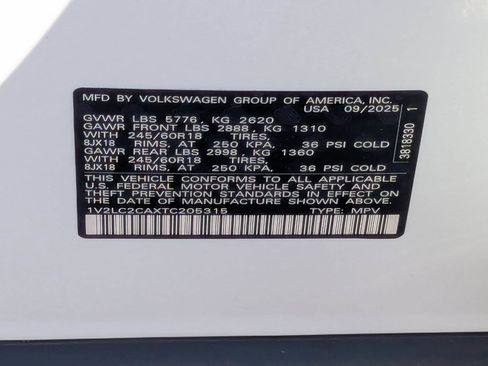 MFD BY VOLKSWAGEN GROUP OF AMERICA, INC.
USA 09/2025
GVWR LBS 5776, KG 2620
GAWR FRONT LBS 2888, KG 1310
WITH 245/60R18 TIRES,
8JX18 RIMS, AT 250 KPA, 36 PSI COLD
GAWR REAR LBS 2998, KG 1360
WITH 245/60R18 TIRES,
8JX18 RIMS, AT 250 KPA, 36 PSI COLD
THIS VEHICLE CONFORMS TO ALL APPLICABLE
U.S. FEDERAL MOTOR VEHICLE SAFETY AND
THEFT PREVENTION STANDARDS IN EFFECT ON
THE DATE OF MANUFACTURE SHOWN ABOVE.
1V2LC2CAXTC205315 TYPE: MPV
3818330 1